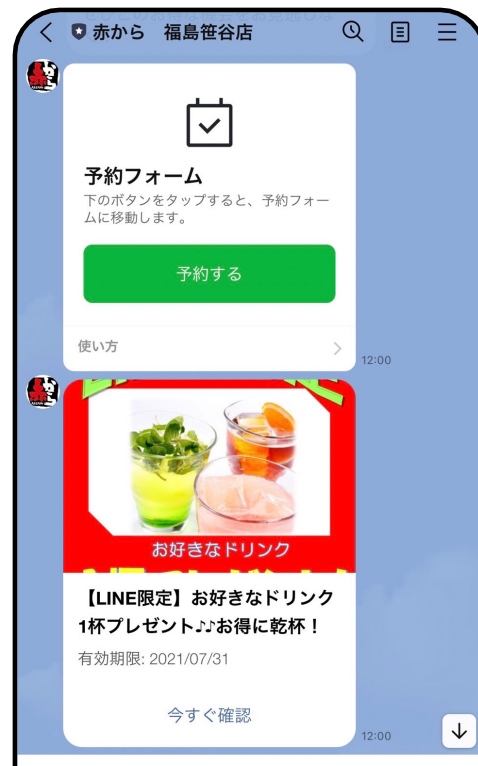 赤から 福島笹谷店
予約フォーム
下のボタンをタップすると、予約フォー
ムに移動します。
予約する
使い方
12:00
お好きなドリンク
【LINE限定】お好きなドリンク
1杯プレゼント♪♪お得に乾杯！
有効期限: 2021/07/31
今すぐ確認
12:00